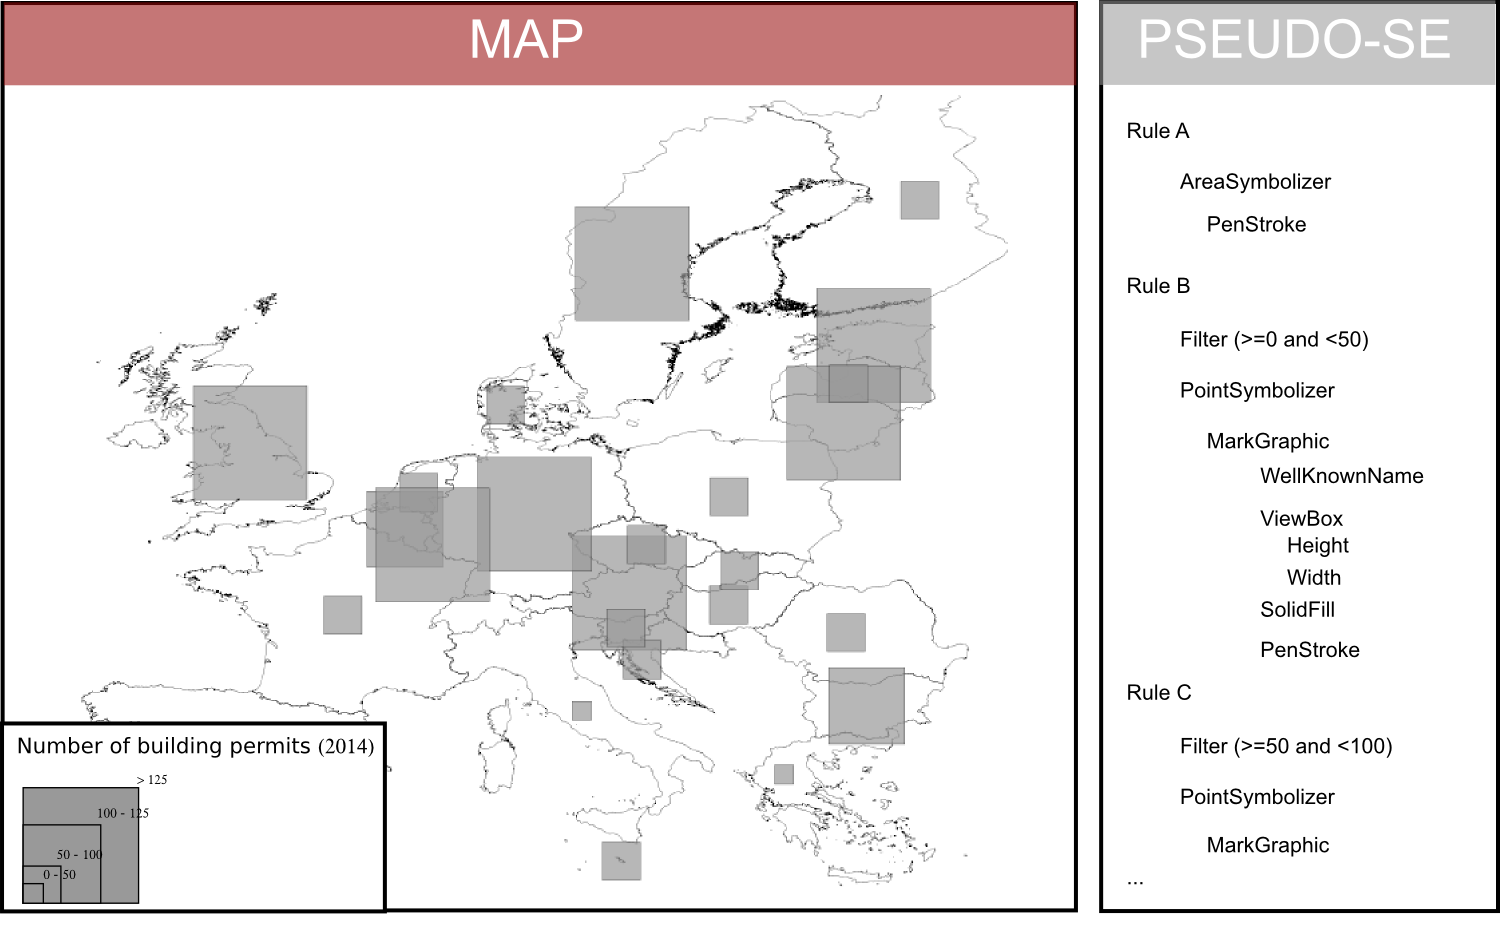 MAP
Number of building permits (2014)
> 125
100 - 125
50 - 100
0 - 50
PSEUDO-SE
Rule A
AreaSymbolizer
PenStroke
Rule B
Filter (>=0 and <50)
PointSymbolizer
MarkGraphic
WellKnownName
ViewBox
Height
Width
SolidFill
PenStroke
Rule C
Filter (>=50 and <100)
PointSymbolizer
MarkGraphic
...